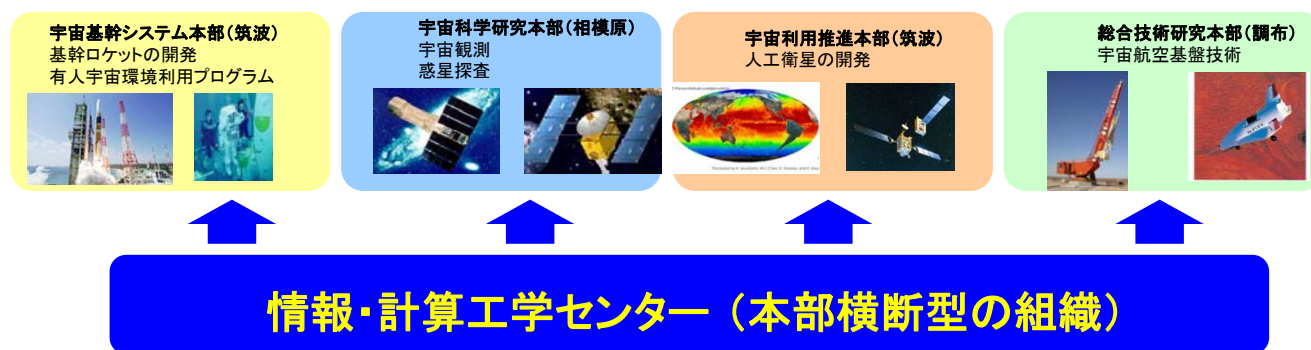 宇宙基幹システム本部(筑波)
基幹ロケットの開発
有人宇宙環境利用プログラム
宇宙科学研究本部(相模原)
宇宙観測
惑星探査
宇宙利用推進本部(筑波)
人工衛星の開発
総合技術研究本部(調布)
宇宙航空基盤技術
情報・計算工学センター (本部横断型の組織)